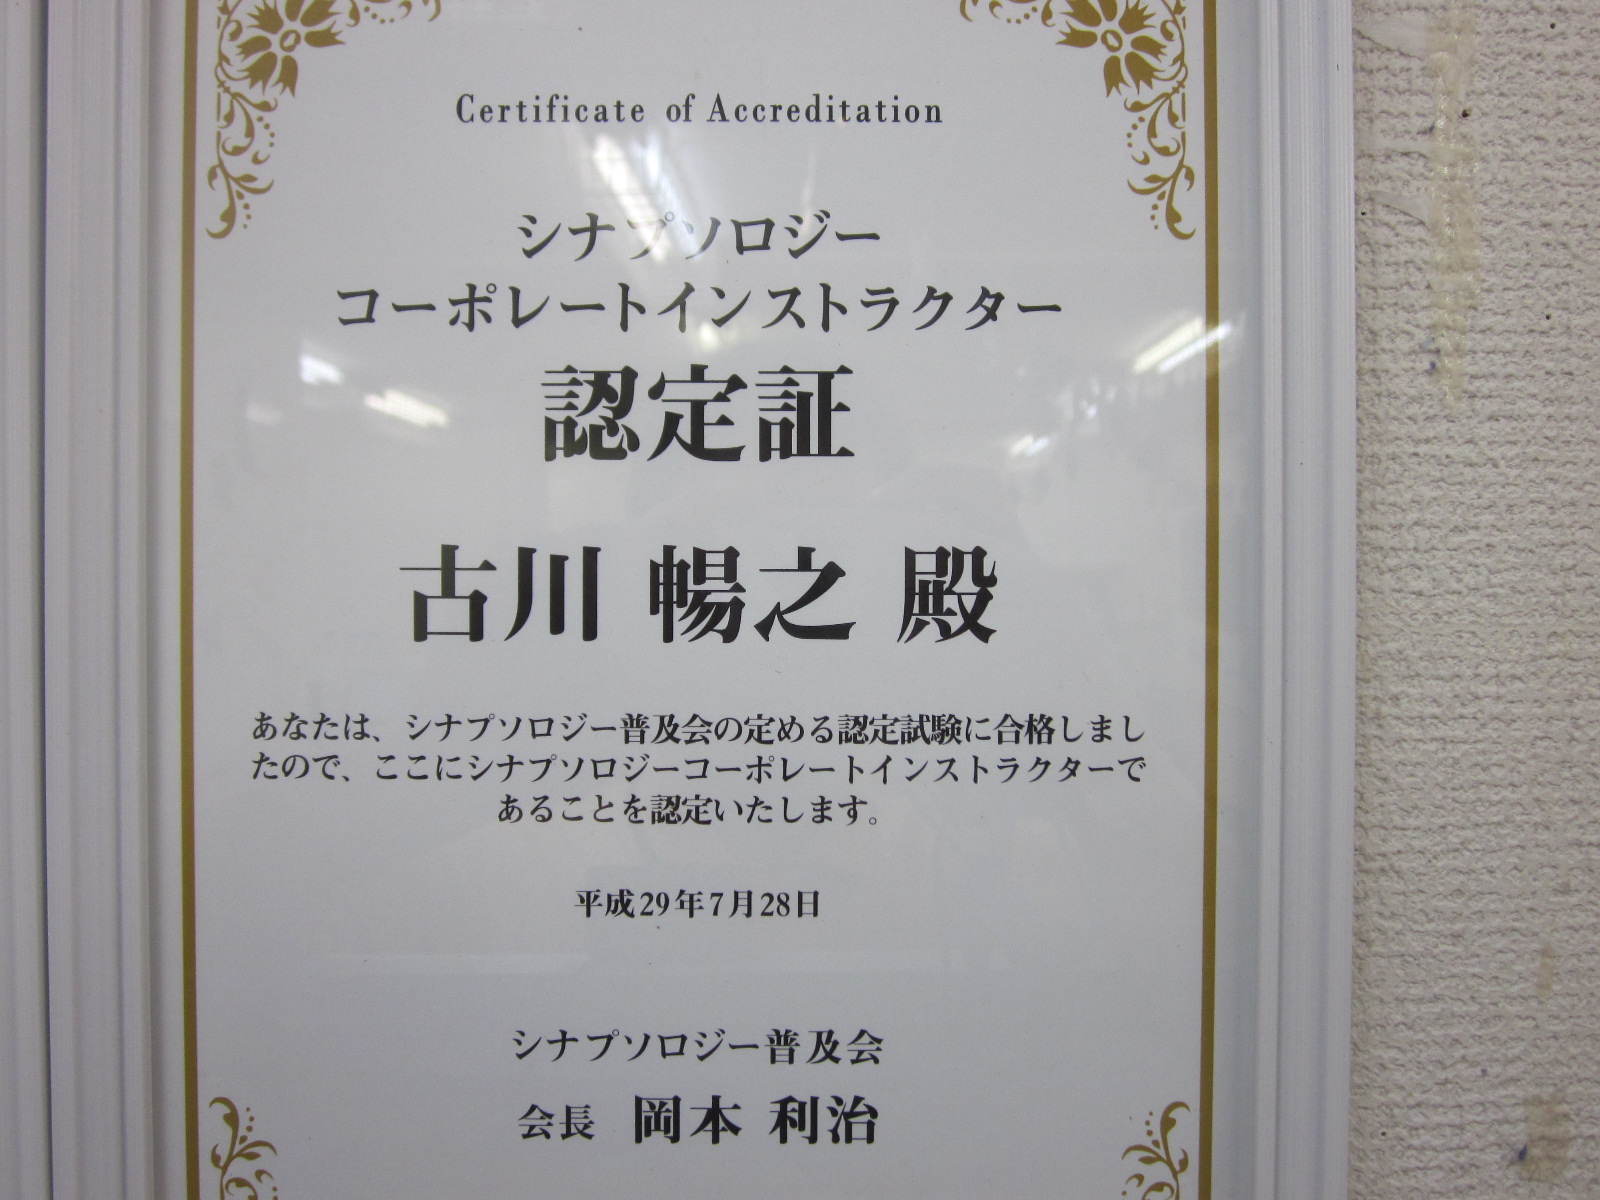 Certificate of Accreditation
シナプソロジー
コーポレートインストラクター
認定証
古川 暢之 殿
あなたは、シナプソロジー普及会の定める認定試験に合格しまし
たので、ここにシナプソロジーコーポレートインストラクターで
あることを認定いたします。
平成29年7月28日
シナプソロジー普及会
会長 岡本 利治